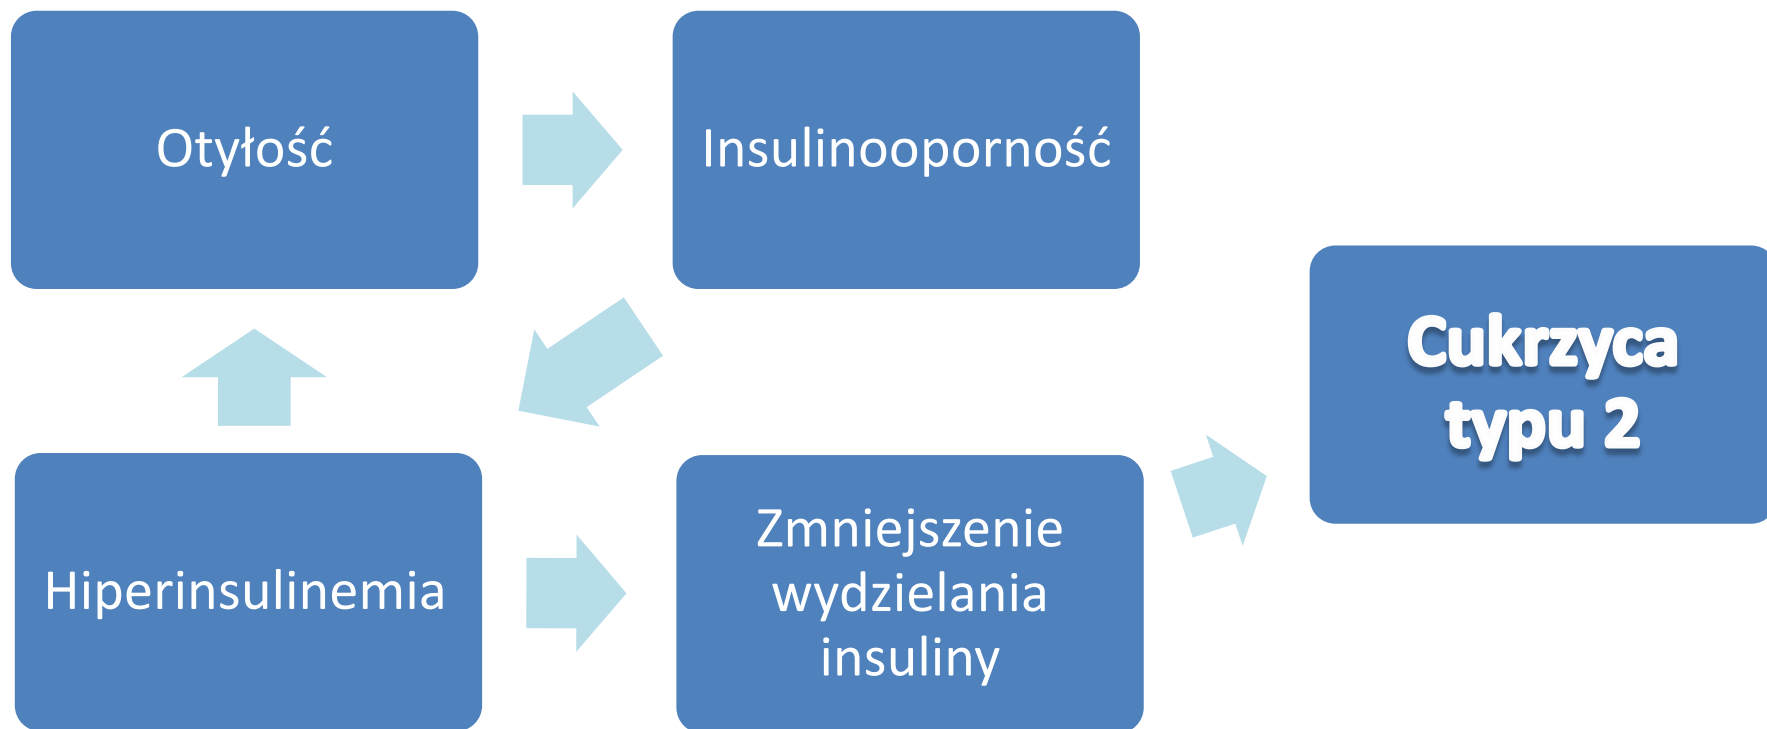 Otyłość
Insulinooporność
Cukrzyca
typu 2
Hiperinsulinemia
Zmniejszenie
wydzielania
insuliny